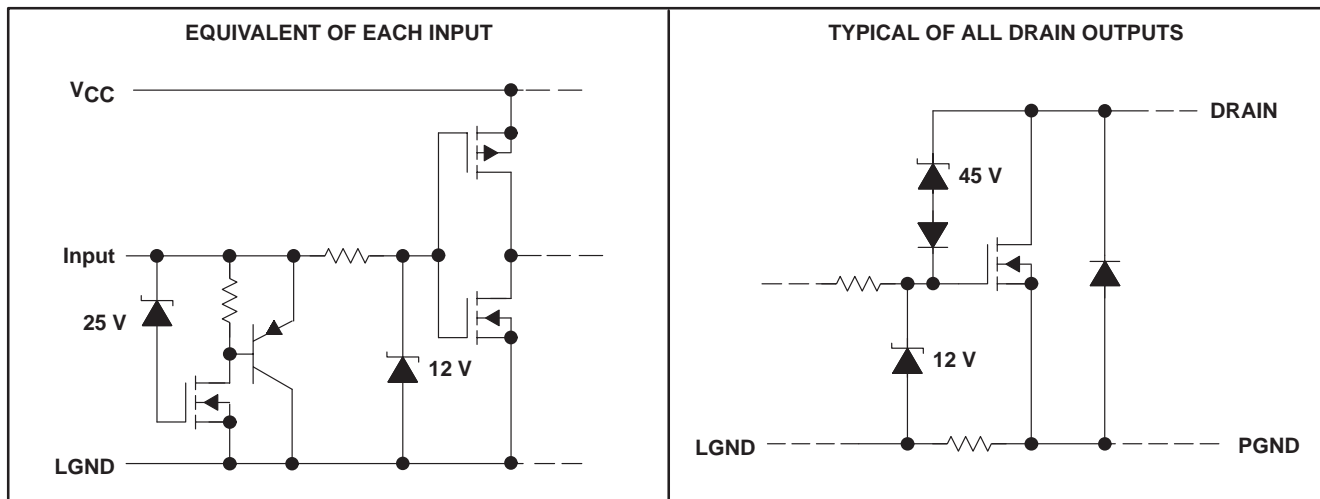 EQUIVALENT OF EACH INPUT
VCC
Input
25 V
12 V
LGND
TYPICAL OF ALL DRAIN OUTPUTS
DRAIN
45 V
12 V
LGND
PGND